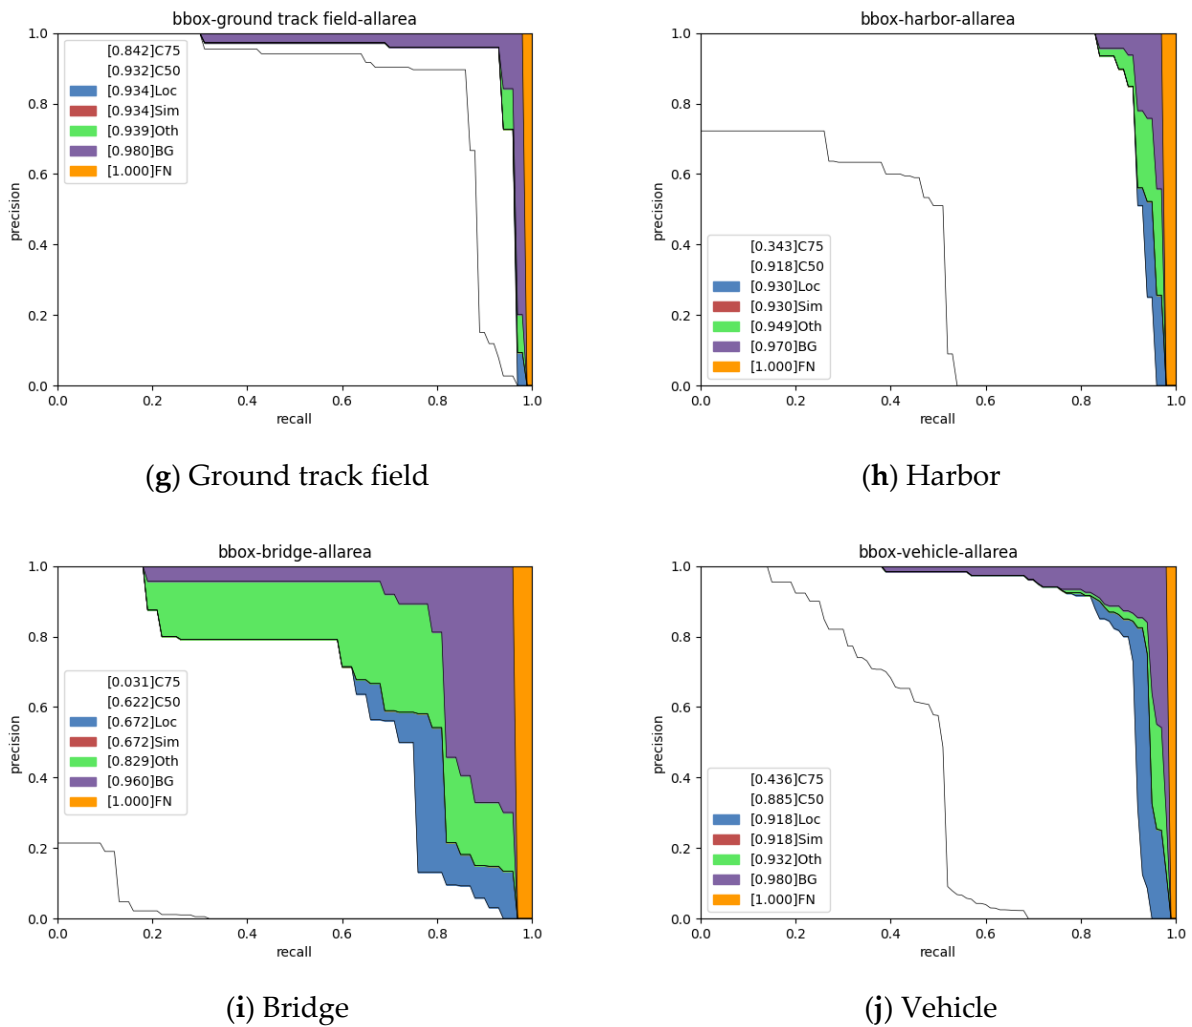 bbox-ground track field-allarea
1.0
0.8
0.6
0.4
0.2
0.0
precision
[0.842]C75
[0.932]C50
[0.934]Loc
[0.934]Sim
[0.939]Oth
[0.980]BG
[1.000]FN
0.0 0.2 0.4 0.6 0.8 1.0
recall
(g) Ground track field
bbox-harbor-allarea
1.0
0.8
0.6
0.4
0.2
0.0
precision
[0.343]C75
[0.918]C50
[0.930]Loc
[0.930]Sim
[0.949]Oth
[0.970]BG
[1.000]FN
0.0 0.2 0.4 0.6 0.8 1.0
recall
(h) Harbor
bbox-bridge-allarea
1.0
0.8
0.6
0.4
0.2
0.0
precision
[0.031]C75
[0.622]C50
[0.672]Loc
[0.672]Sim
[0.829]Oth
[0.960]BG
[1.000]FN
0.0 0.2 0.4 0.6 0.8 1.0
recall
(i) Bridge
bbox-vehicle-allarea
1.0
0.8
0.6
0.4
0.2
0.0
precision
[0.436]C75
[0.885]C50
[0.918]Loc
[0.918]Sim
[0.932]Oth
[0.980]BG
[1.000]FN
0.0 0.2 0.4 0.6 0.8 1.0
recall
(j) Vehicle